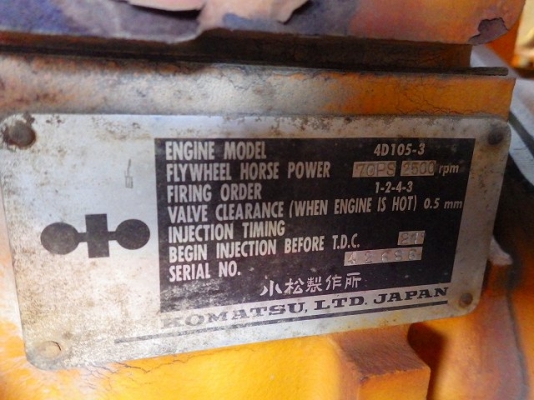 ENGINE MODEL 4D105-3
FLYWHEEL HORSE POWER 70PS 2500 rpm
FIRING ORDER 1-2-4-3
VALVE CLEARANCE (WHEN ENGINE IS HOT) 0.5 mm
INJECTION TIMING
BEGIN INJECTION BEFORE T.D.C.
SERIAL NO.
小松製作所
KOMATSU, LTD. JAPAN